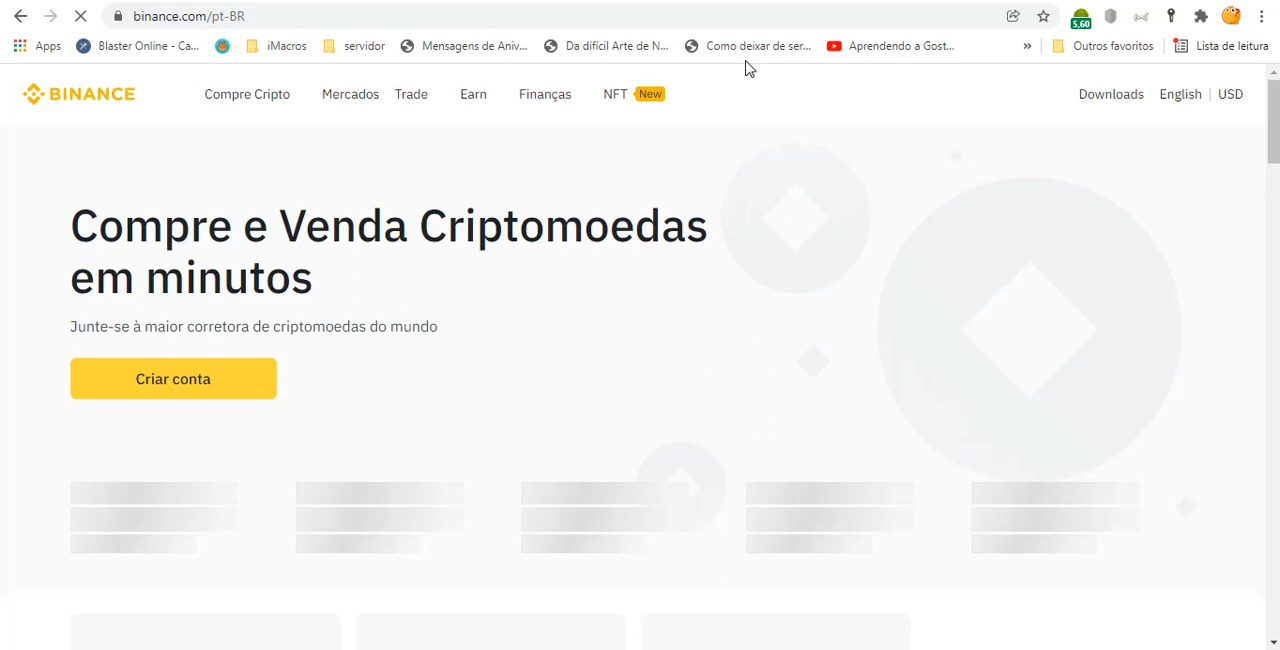 binance.com/pt-BR
5,60
Apps Blaster Online - Ca... iMacros servidor Mensagens de Aniv... Da difícil Arte de N... Como deixar de ser... Aprendendo a Gost... » Outros favoritos Lista de leitura
BINANCE Compre Cripto Mercados Trade Earn Finanças NFT New Downloads English | USD
Compre e Venda Criptomoedas
em minutos
Junte-se à maior corretora de criptomoedas do mundo
Criar conta